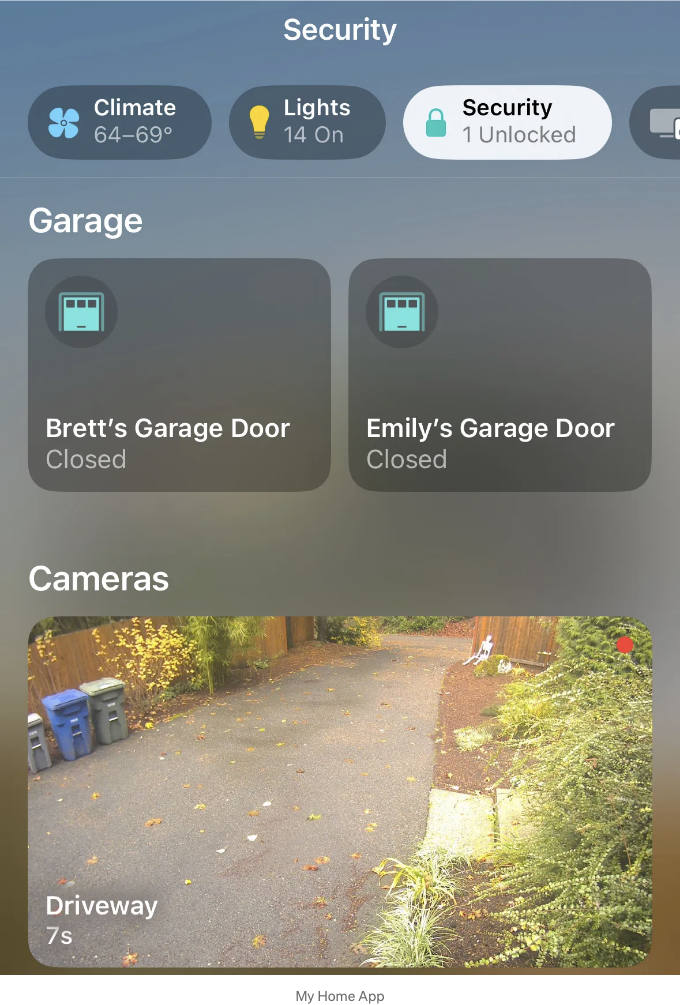 Security
Climate
64–69°
Lights
14 On
Security
1 Unlocked
Garage
Brett’s Garage Door
Closed
Emily’s Garage Door
Closed
Cameras
Driveway
7s
My Home App